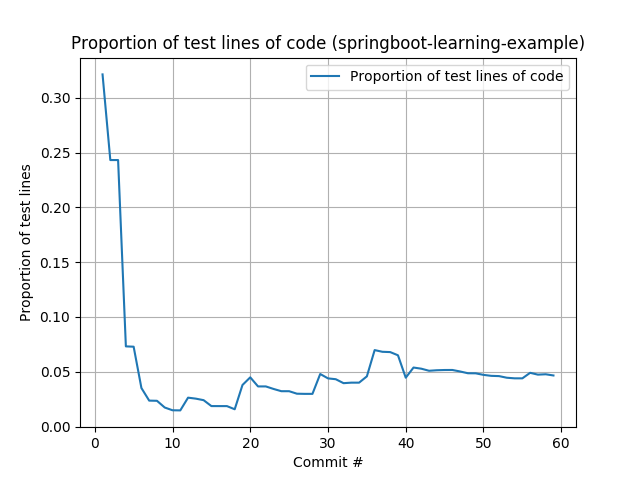 Proportion of test lines of code (springboot-learning-example)
Proportion of test lines of code
Proportion of test lines
0.30
0.25
0.20
0.15
0.10
0.05
0.00
0 10 20 30 40 50 60
Commit #